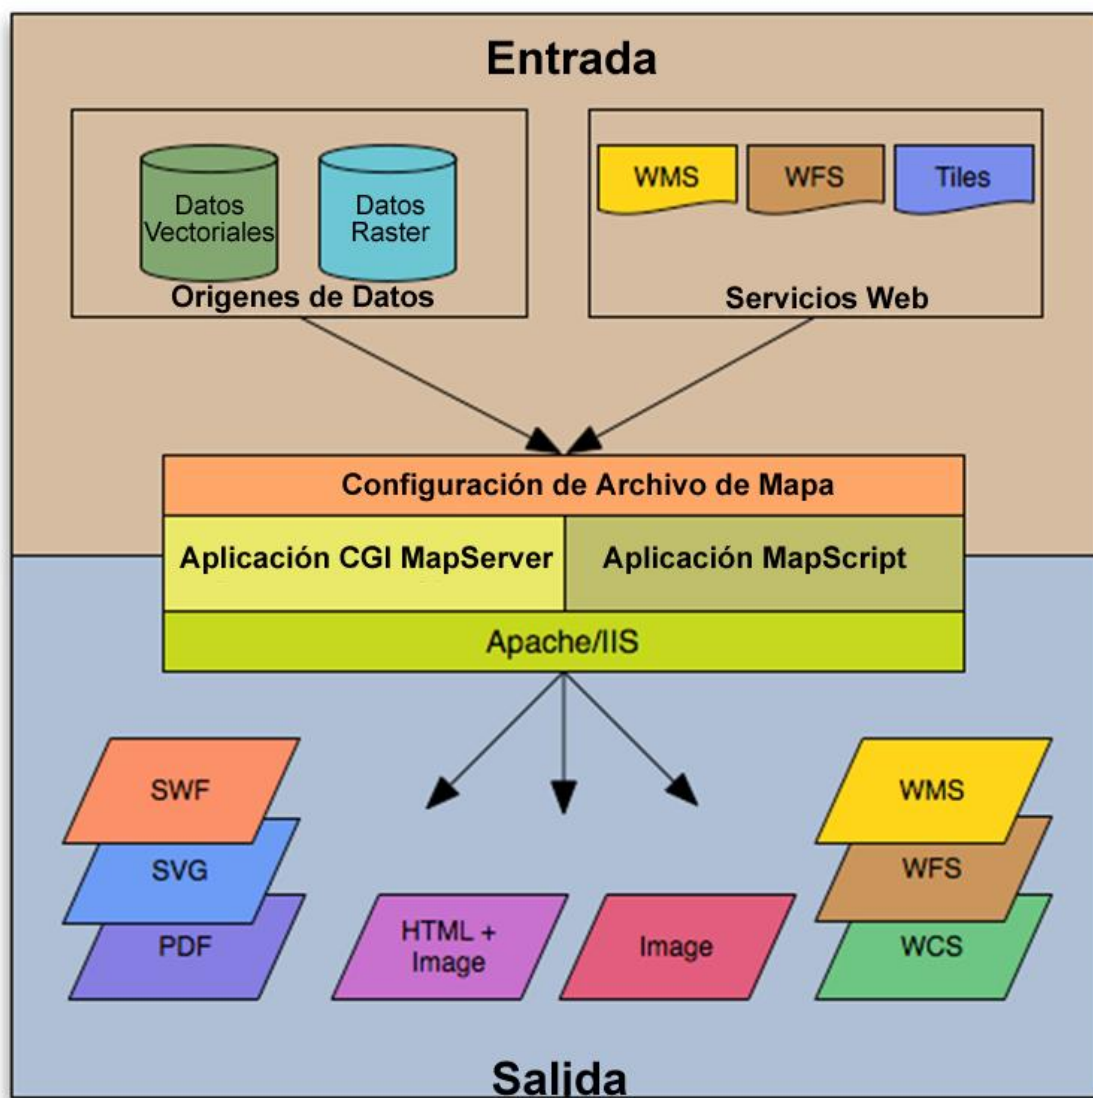 Entrada
Datos
Vectoriales
Datos
Raster
Origenes de Datos
WMS
WFS
Tiles
Servicios Web
Configuración de Archivo de Mapa
Aplicación CGI MapServer
Aplicación MapScript
Apache/IIS
SWF
SVG
PDF
HTML +
Image
Image
WMS
WFS
WCS
Salida